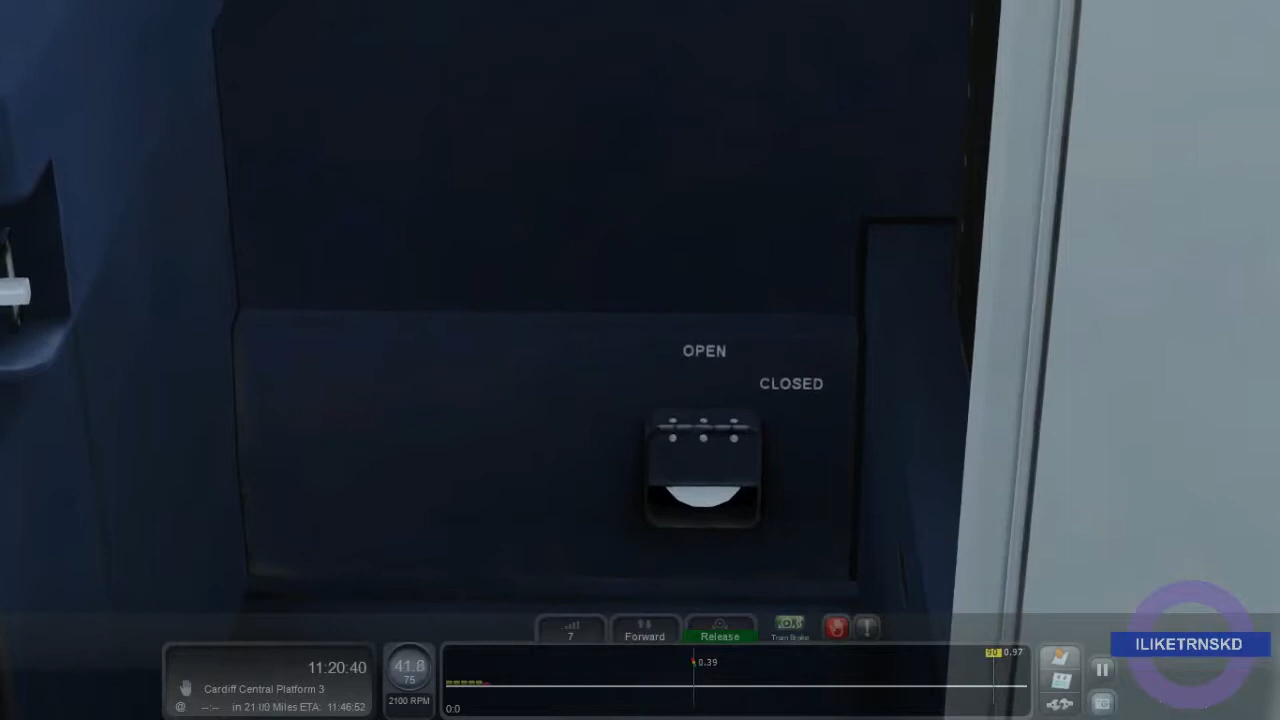 OPEN
CLOSED
7
Forward
Release
Train Brake
11:20:40
Cardiff Central Platform 3
@ --:-- in 21.00 Miles ETA: 11:46:52
41.8
75
2100 RPM
0.39
90 0.97
0:0
ILIKETRNSKD